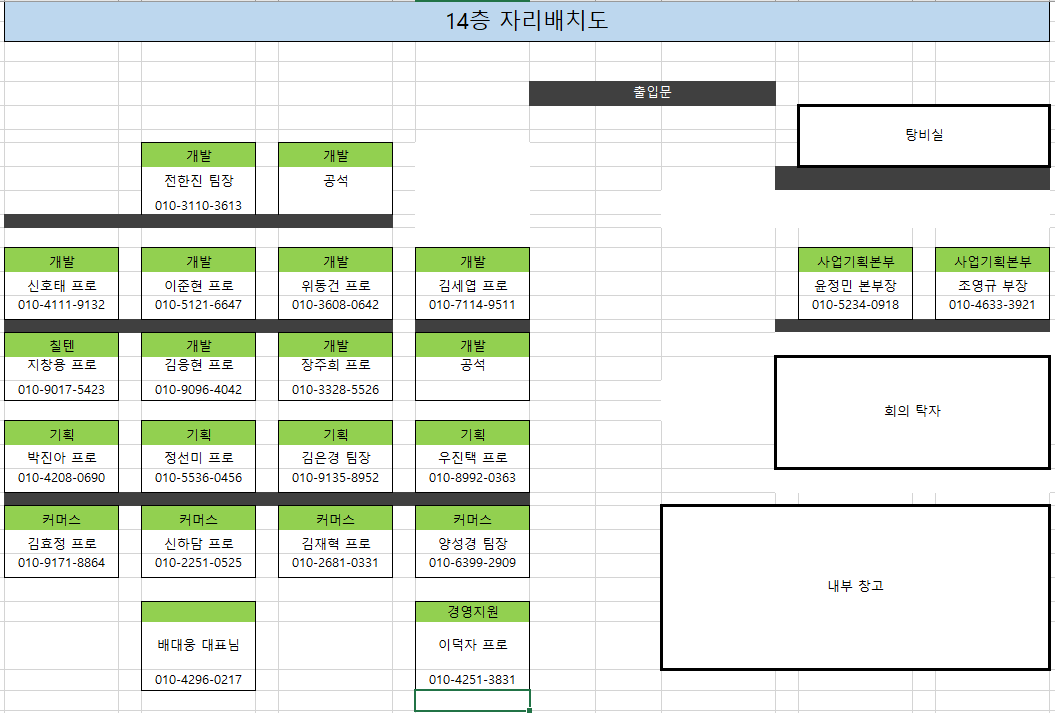 14층 자리배치도
출입문
탕비실
개발
전한진 팀장
010-3110-3613
개발
공석
개발
신호태 프로
010-4111-9132
개발
이준현 프로
010-5121-6647
개발
위동건 프로
010-3608-0642
개발
김세엽 프로
010-7114-9511
사업기획본부
윤정민 본부장
010-5234-0918
사업기획본부
조영규 부장
010-4633-3921
칠텐
지창용 프로
010-9017-5423
개발
김응현 프로
010-9096-4042
개발
장주희 프로
010-3328-5526
개발
공석
회의 탁자
기획
박진아 프로
010-4208-0690
기획
정선미 프로
010-5536-0456
기획
김은경 팀장
010-9135-8952
기획
우진택 프로
010-8992-0363
커머스
김효정 프로
010-9171-8864
커머스
신하담 프로
010-2251-0525
커머스
김재혁 프로
010-2681-0331
커머스
양성경 팀장
010-6399-2909
내부 창고
배대웅 대표님
010-4296-0217
경영지원
이덕자 프로
010-4251-3831